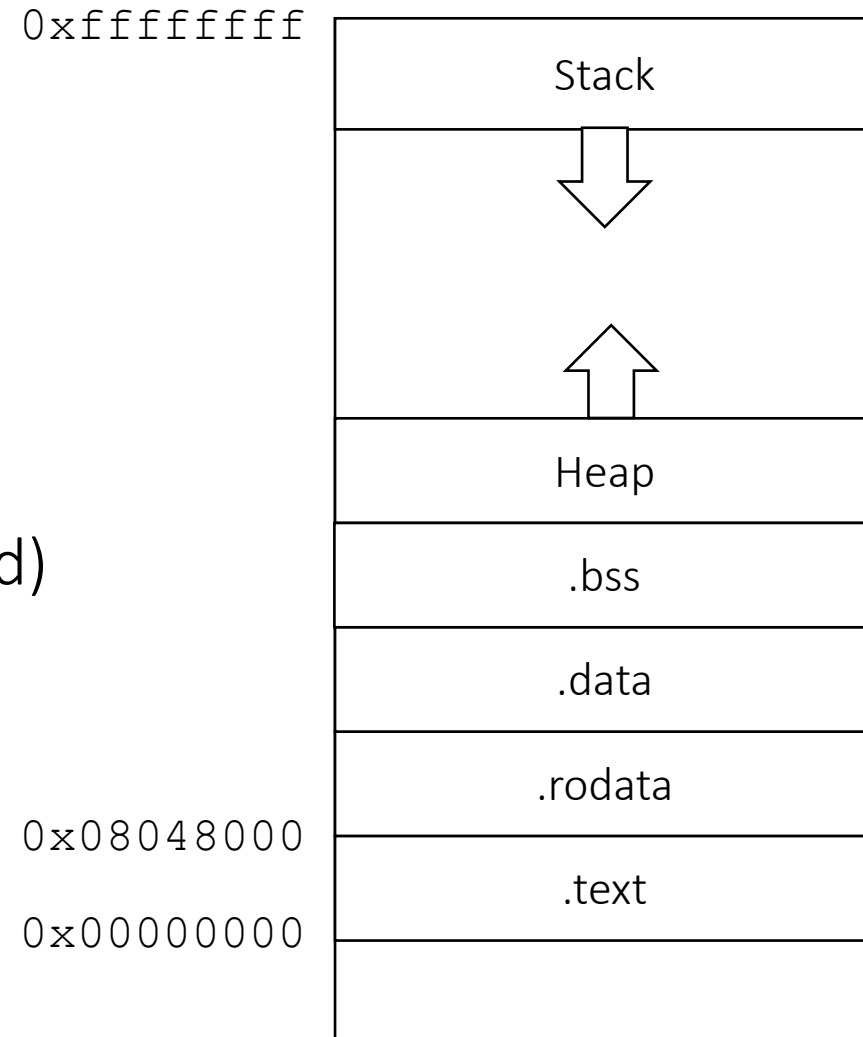 0xffffffff
Stack
Heap
d)
.bss
.data
.rodata
0x08048000
.text
0x00000000